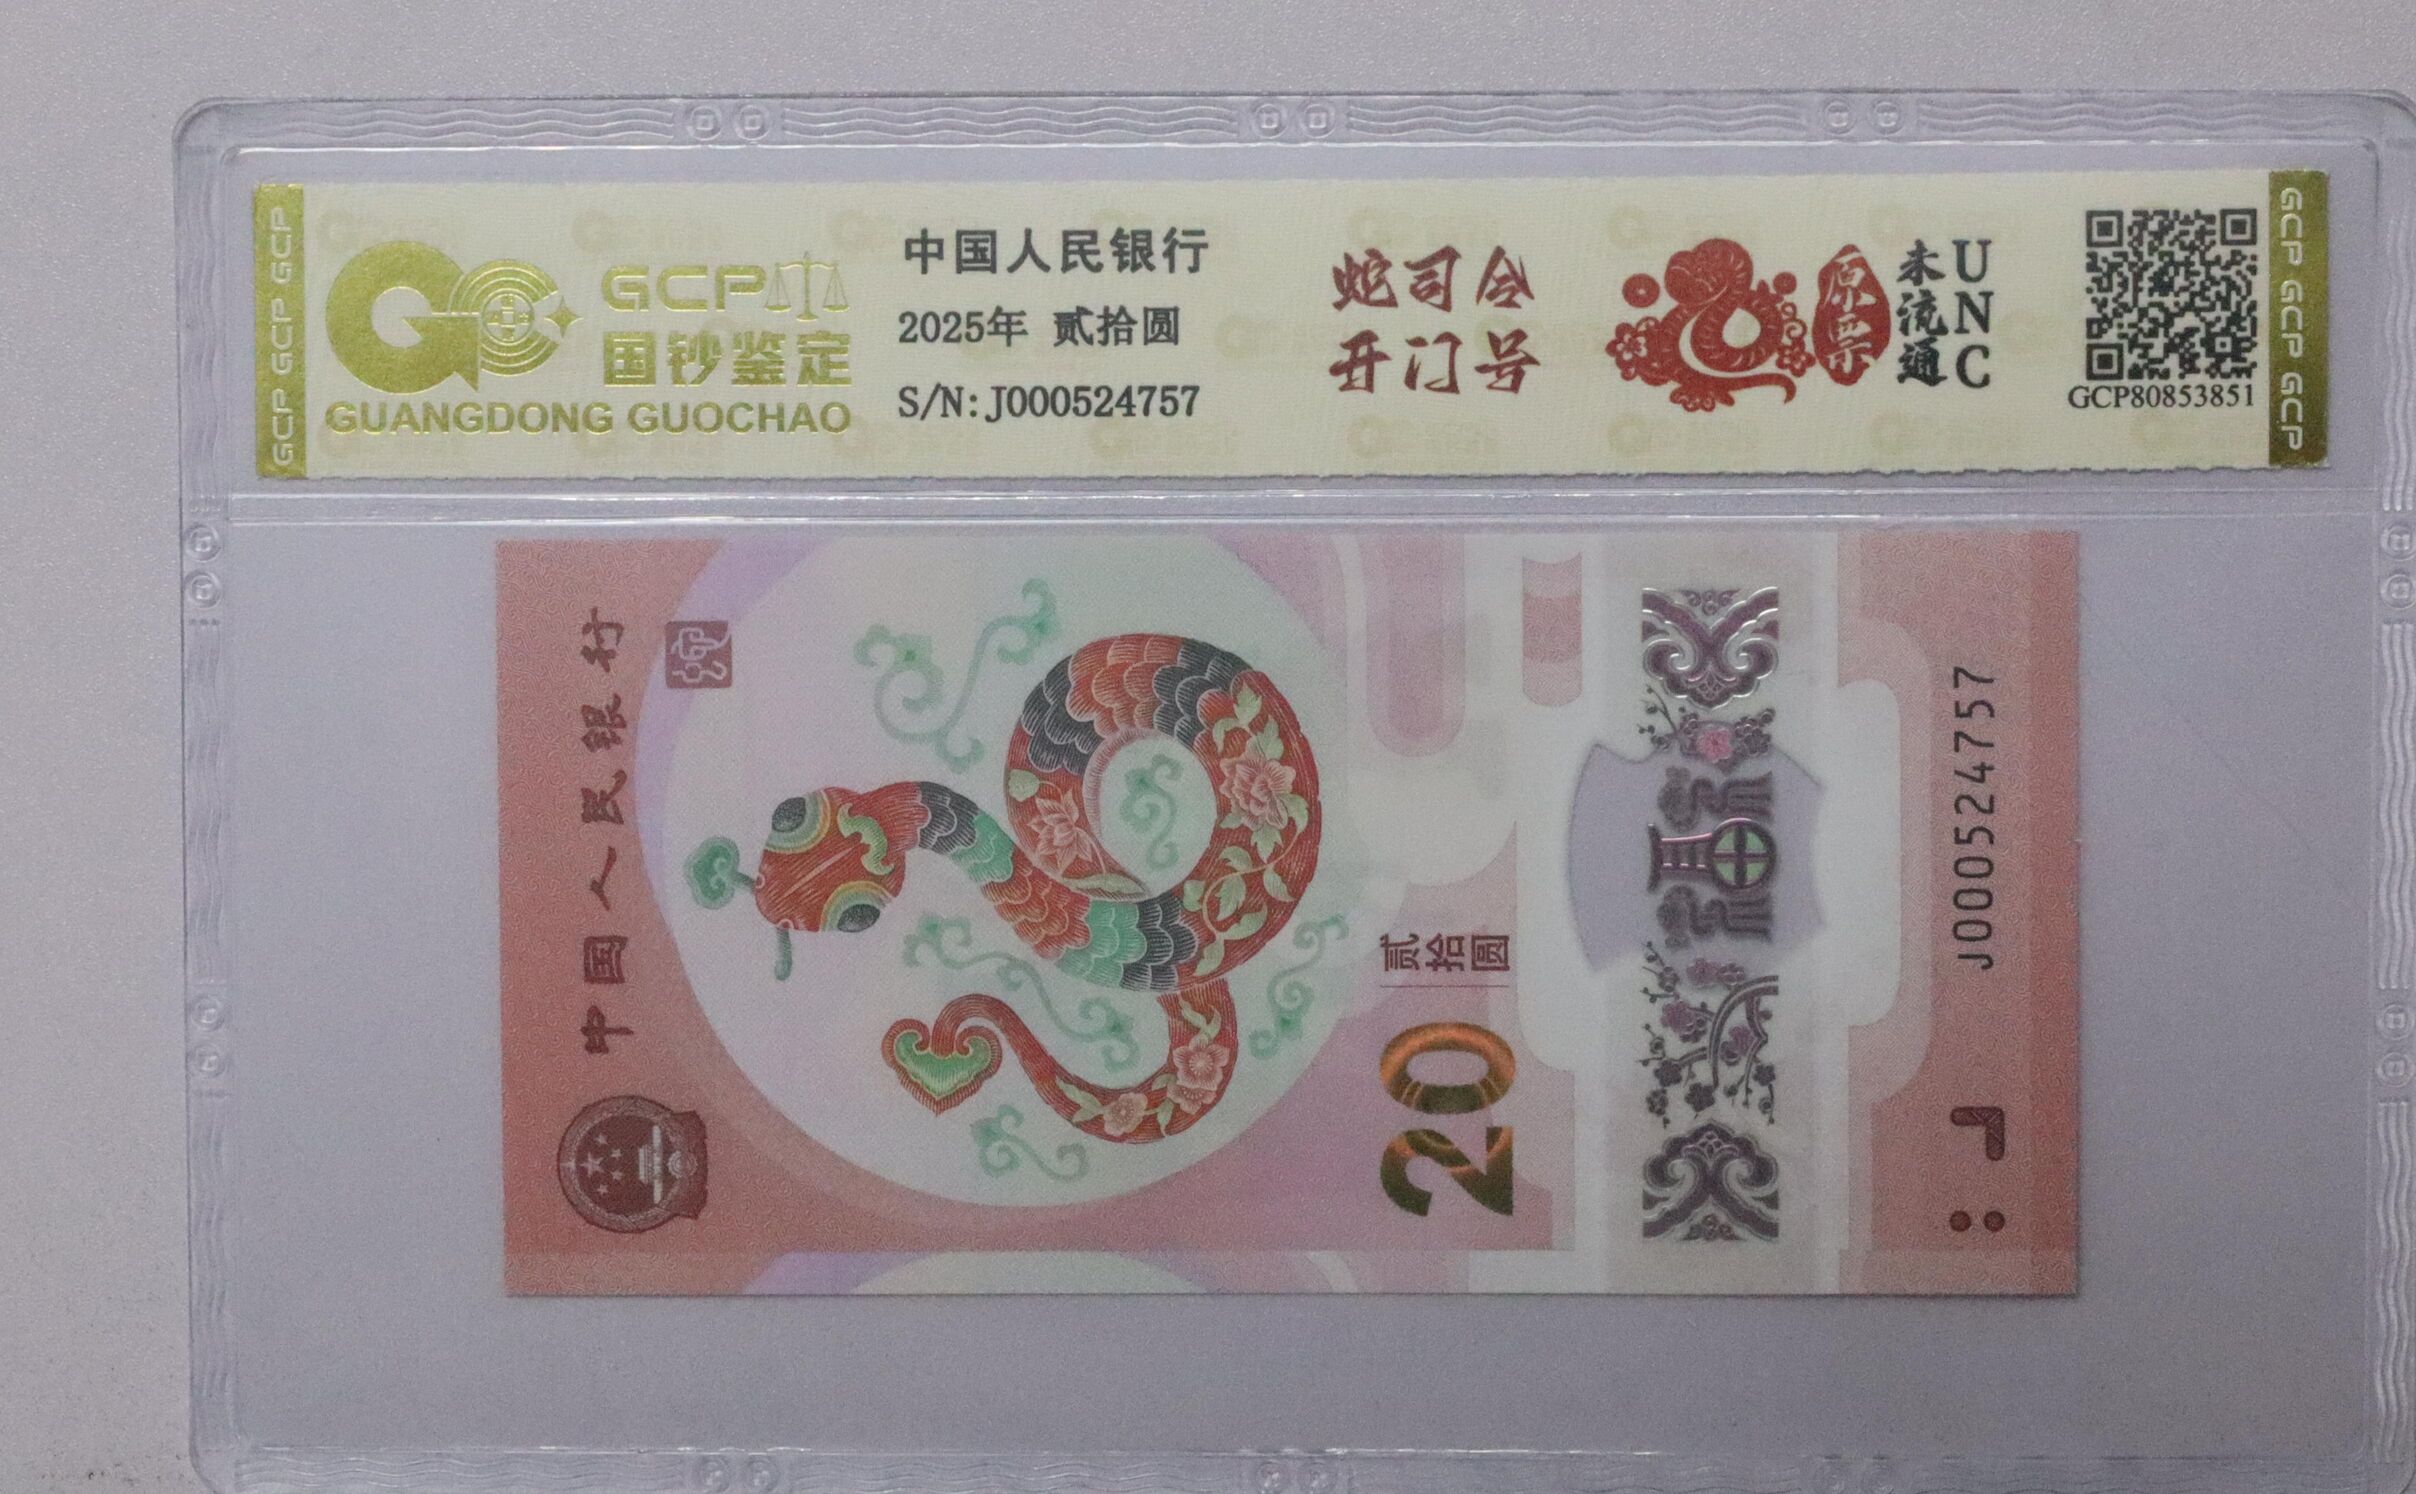 GCP GCP GCP
GCP
国钞鉴定
GUANGDONG GUOCHAO
中国人民银行
2025年 贰拾圆
S/N: J000524757
蛇司令
开门号
原票
未流通
UNC
GCP80853851
GCP GCP GCP
中国人民银行
贰拾圆
20
福
J000524757